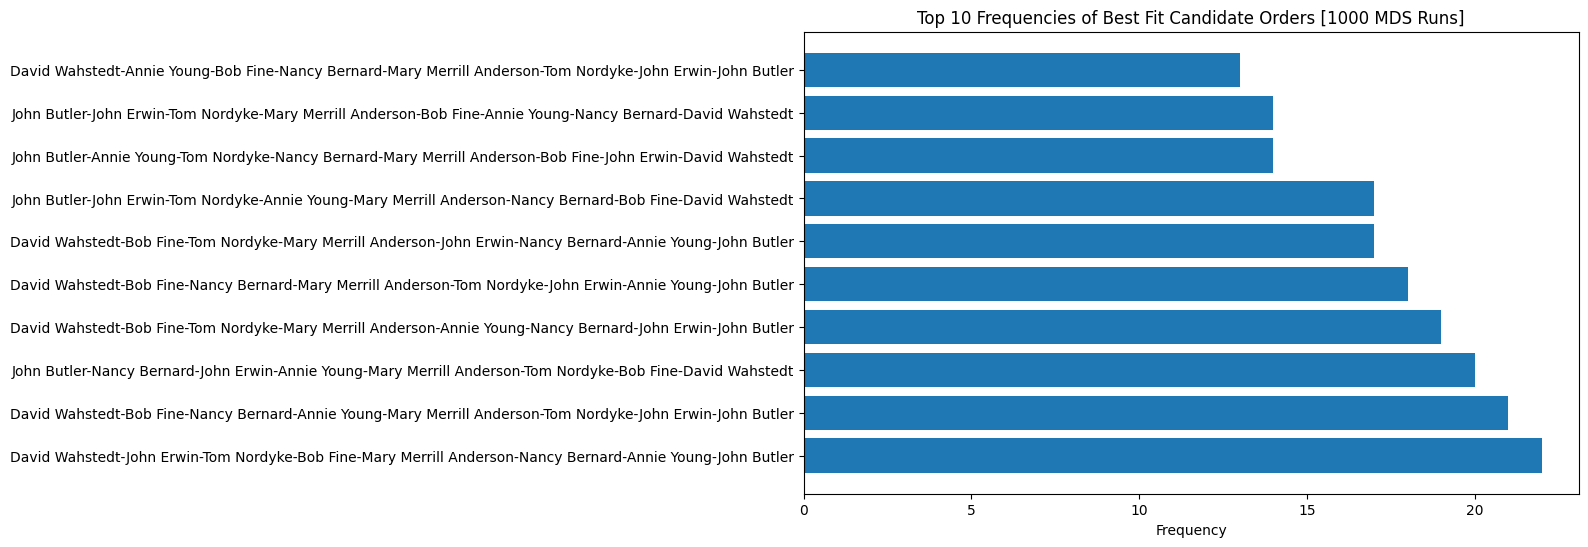 Top 10 Frequencies of Best Fit Candidate Orders [1000 MDS Runs]
David Wahstedt-Annie Young-Bob Fine-Nancy Bernard-Mary Merrill Anderson-Tom Nordyke-John Erwin-John Butler
John Butler-John Erwin-Tom Nordyke-Mary Merrill Anderson-Bob Fine-Annie Young-Nancy Bernard-David Wahstedt
John Butler-Annie Young-Tom Nordyke-Nancy Bernard-Mary Merrill Anderson-Bob Fine-John Erwin-David Wahstedt
John Butler-John Erwin-Tom Nordyke-Annie Young-Mary Merrill Anderson-Nancy Bernard-Bob Fine-David Wahstedt
David Wahstedt-Bob Fine-Tom Nordyke-Mary Merrill Anderson-John Erwin-Nancy Bernard-Annie Young-John Butler
David Wahstedt-Bob Fine-Nancy Bernard-Mary Merrill Anderson-Tom Nordyke-John Erwin-Annie Young-John Butler
David Wahstedt-Bob Fine-Tom Nordyke-Mary Merrill Anderson-Annie Young-Nancy Bernard-John Erwin-John Butler
John Butler-Nancy Bernard-John Erwin-Annie Young-Mary Merrill Anderson-Tom Nordyke-Bob Fine-David Wahstedt
David Wahstedt-Bob Fine-Nancy Bernard-Annie Young-Mary Merrill Anderson-Tom Nordyke-John Erwin-John Butler
David Wahstedt-John Erwin-Tom Nordyke-Bob Fine-Mary Merrill Anderson-Nancy Bernard-Annie Young-John Butler
0 5 10 15 20
Frequency